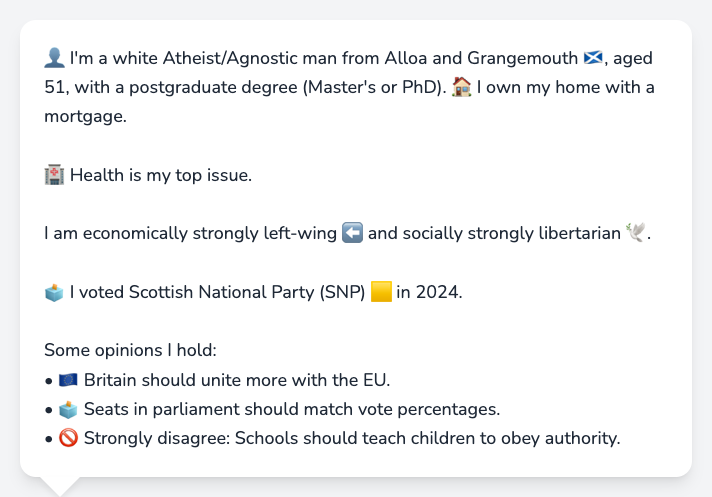 👤 I'm a white Atheist/Agnostic man from Alloa and Grangemouth 🏴󠁧󠁢󠁳󠁣󠁴󠁿, aged
51, with a postgraduate degree (Master's or PhD). 🏠 I own my home with a
mortgage.
🏥 Health is my top issue.
I am economically strongly left-wing ⬅️ and socially strongly libertarian 🕊️.
🗳️ I voted Scottish National Party (SNP) 🟨 in 2024.
Some opinions I hold:
• 🇪🇺 Britain should unite more with the EU.
• 🗳️ Seats in parliament should match vote percentages.
• 🚫 Strongly disagree: Schools should teach children to obey authority.